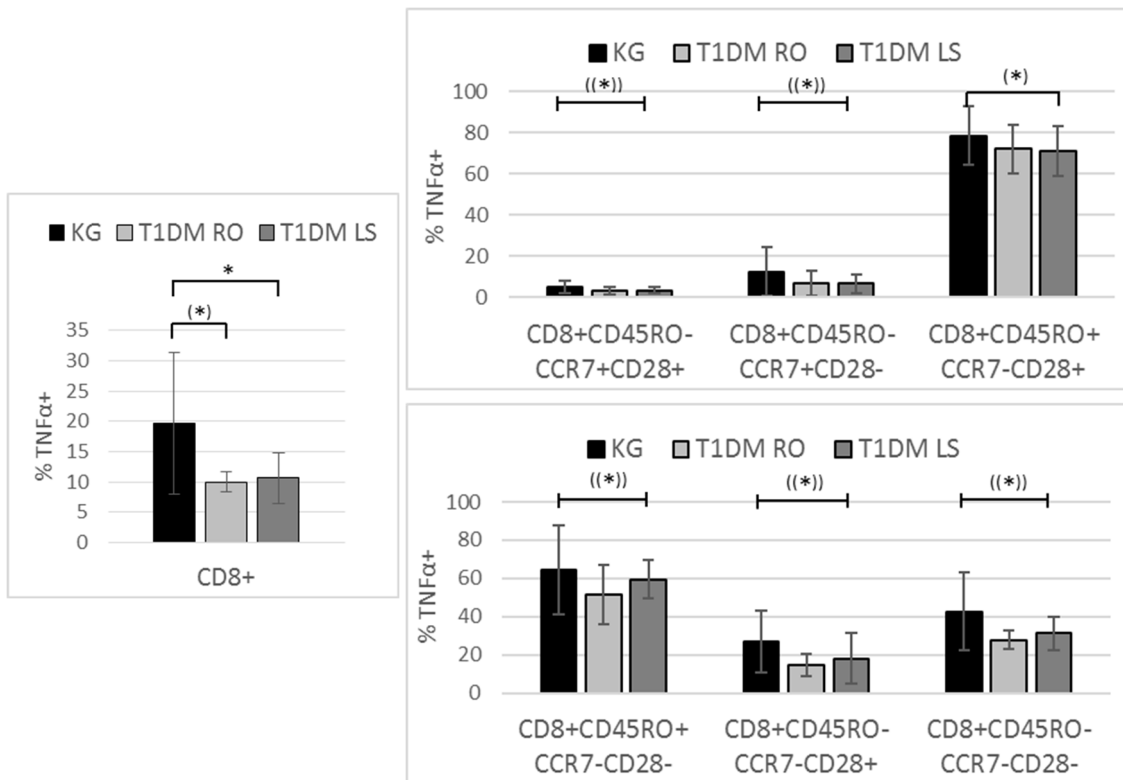 KG T1DM RO T1DM LS
*
(*)
% TNFα+
35
30
25
20
15
10
5
0
CD8+
KG T1DM RO T1DM LS
((*)) ((*)) (*)
% TNFα+
100
80
60
40
20
0
CD8+CD45RO- CD8+CD45RO- CD8+CD45RO+
CCR7+CD28+ CCR7+CD28- CCR7-CD28+
KG T1DM RO T1DM LS
((*)) ((*)) ((*))
% TNFα+
100
80
60
40
20
0
CD8+CD45RO+ CD8+CD45RO- CD8+CD45RO-
CCR7-CD28- CCR7-CD28+ CCR7-CD28-